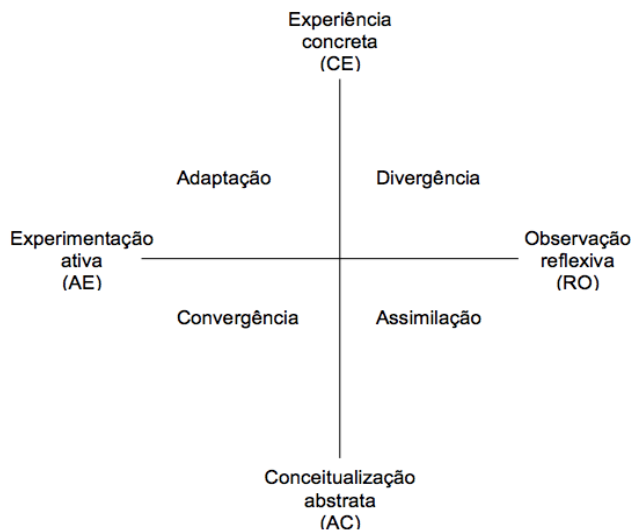 Experiência
concreta
(CE)
Adaptação
Divergência
Experimentação
ativa
(AE)
Observação
reflexiva
(RO)
Convergência
Assimilação
Conceitualização
abstrata
(AC)